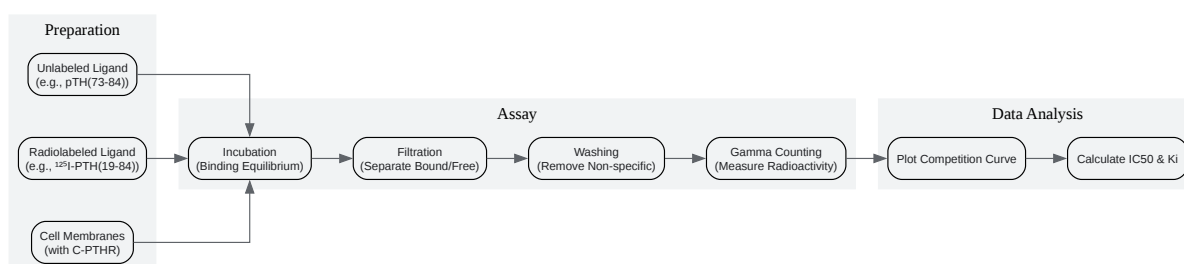 Preparation
Unlabeled Ligand
(e.g., pTH(73-84))
Radiolabeled Ligand
(e.g., ¹²⁵I-PTH(19-84))
Cell Membranes
(with C-PTHR)
Assay
Incubation
(Binding Equilibrium)
Filtration
(Separate Bound/Free)
Washing
(Remove Non-specific)
Gamma Counting
(Measure Radioactivity)
Data Analysis
Plot Competition Curve
Calculate IC50 & Ki